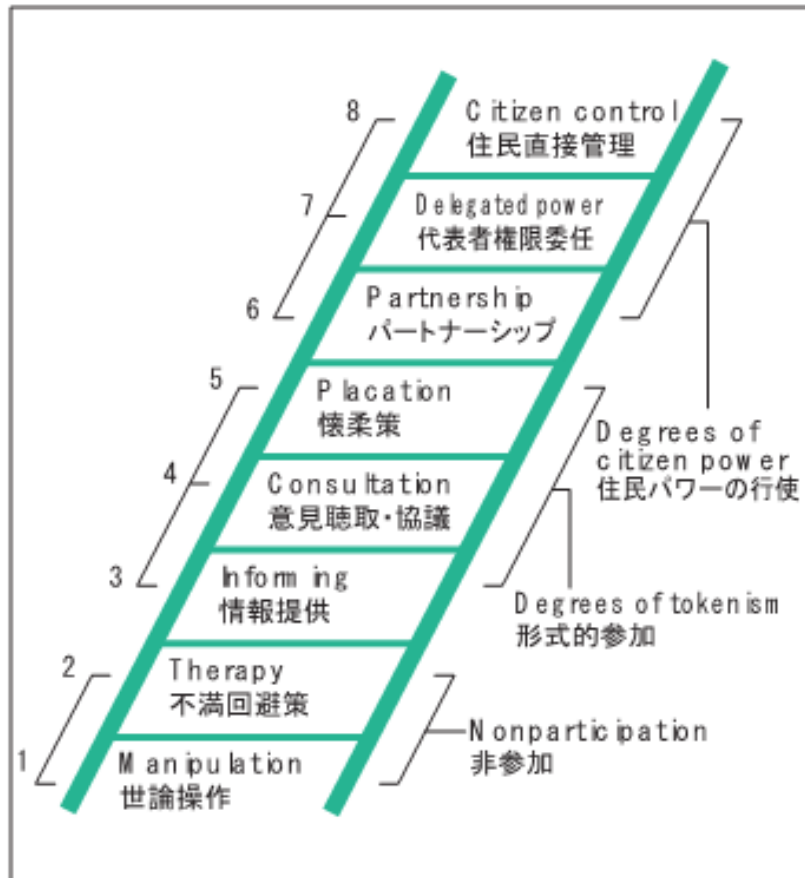 8
Citizen control
住民直接管理
7
Delegated power
代表者権限委任
6
Partnership
パートナーシップ
5
Placation
懐柔策
4
Consultation
意見聴取・協議
3
Informing
情報提供
2
Therapy
不満回避策
1
Manipulation
世論操作
Degrees of
citizen power
住民パワーの行使
Degrees of tokenism
形式的参加
Nonparticipation
非参加